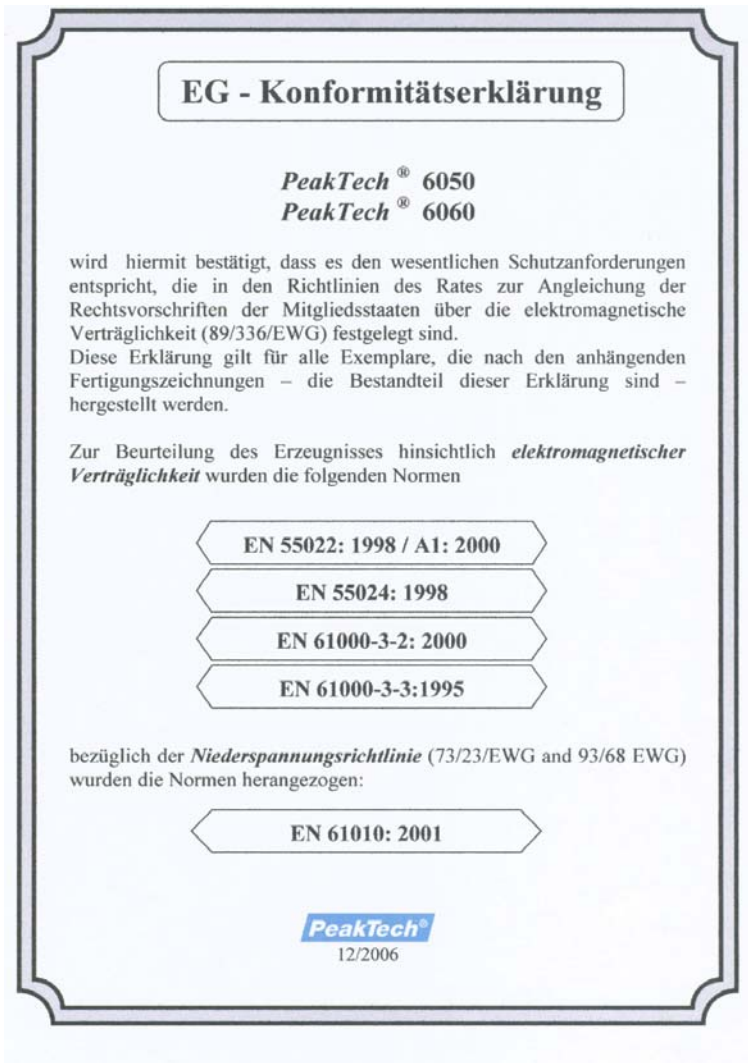 EG - Konformitätserklärung
PeakTech ® 6050
PeakTech ® 6060
wird hiermit bestätigt, dass es den wesentlichen Schutzanforderungen
entspricht, die in den Richtlinien des Rates zur Angleichung der
Rechtsvorschriften der Mitgliedsstaaten über die elektromagnetische
Verträglichkeit (89/336/EWG) festgelegt sind.
Diese Erklärung gilt für alle Exemplare, die nach den anhängenden
Fertigungszeichnungen – die Bestandteil dieser Erklärung sind –
hergestellt werden.
Zur Beurteilung des Erzeugnisses hinsichtlich elektromagnetischer
Verträglichkeit wurden die folgenden Normen
EN 55022: 1998 / A1: 2000
EN 55024: 1998
EN 61000-3-2: 2000
EN 61000-3-3:1995
bezüglich der Niederspannungsrichtlinie (73/23/EWG and 93/68 EWG)
wurden die Normen herangezogen:
EN 61010: 2001
PeakTech®
12/2006